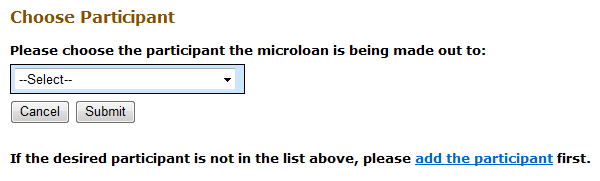 Choose Participant
Please choose the participant the microloan is being made out to:
--Select--
Cancel Submit
If the desired participant is not in the list above, please add the participant first.